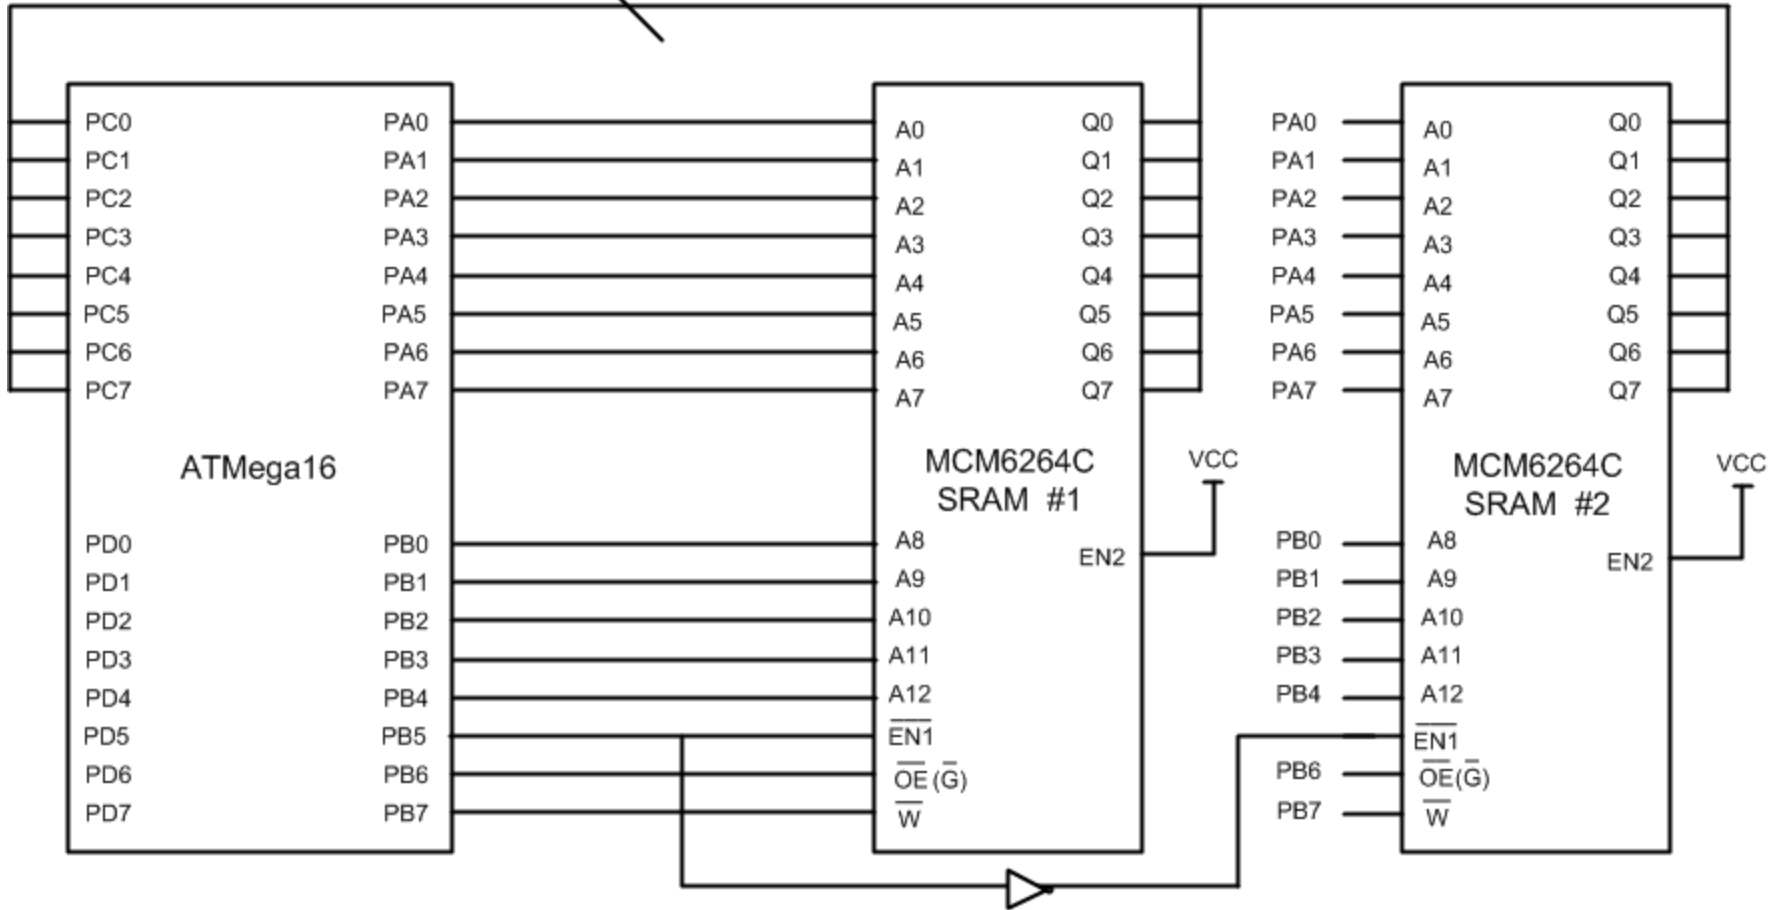 PC0 PA0 A0 Q0 PA0 A0 Q0
PC1 PA1 A1 Q1 PA1 A1 Q1
PC2 PA2 A2 Q2 PA2 A2 Q2
PC3 PA3 A3 Q3 PA3 A3 Q3
PC4 PA4 A4 Q4 PA4 A4 Q4
PC5 PA5 A5 Q5 PA5 A5 Q5
PC6 PA6 A6 Q6 PA6 A6 Q6
PC7 PA7 A7 Q7 PA7 A7 Q7
ATMega16 MCM6264C VCC MCM6264C VCC
SRAM #1 SRAM #2
PD0 PB0 A8 EN2 PB0 A8 EN2
PD1 PB1 A9 PB1 A9
PD2 PB2 A10 PB2 A10
PD3 PB3 A11 PB3 A11
PD4 PB4 A12 PB4 A12
PD5 PB5 E̅N̅1̅ E̅N̅1̅
PD6 PB6 O̅E̅(G̅) PB6 O̅E̅(G̅)
PD7 PB7 W̅ PB7 W̅